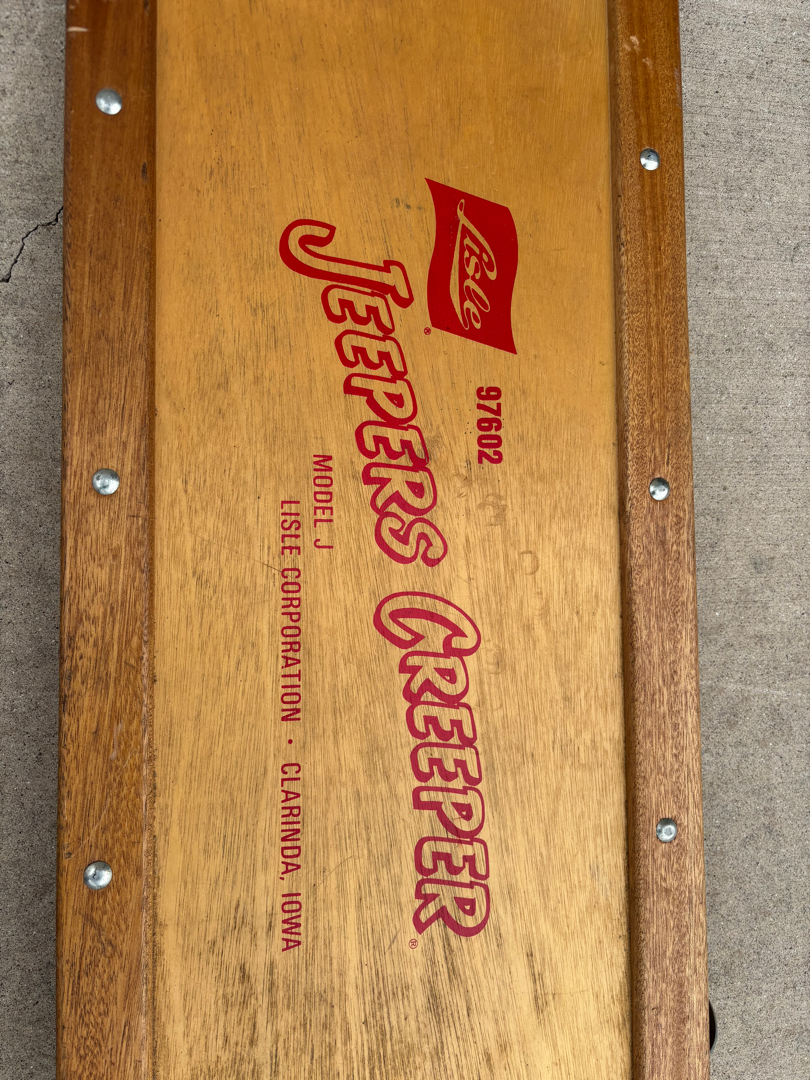 Lisle®
97602
JEEPERS CREEPER®
MODEL J
LISLE CORPORATION · CLARINDA, IOWA